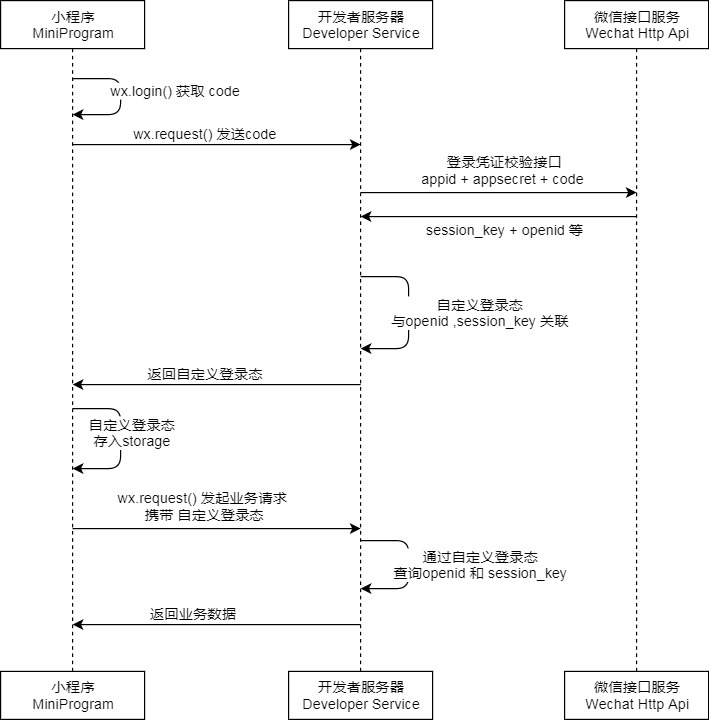 小程序
MiniProgram
开发者服务器
Developer Service
微信接口服务
Wechat Http Api
wx.login() 获取 code
wx.request() 发送code
登录凭证校验接口
appid + appsecret + code
session_key + openid 等
自定义登录态
与openid ,session_key 关联
返回自定义登录态
自定义登录态
存入storage
wx.request() 发起业务请求
携带 自定义登录态
通过自定义登录态
查询openid 和 session_key
返回业务数据
小程序
MiniProgram
开发者服务器
Developer Service
微信接口服务
Wechat Http Api